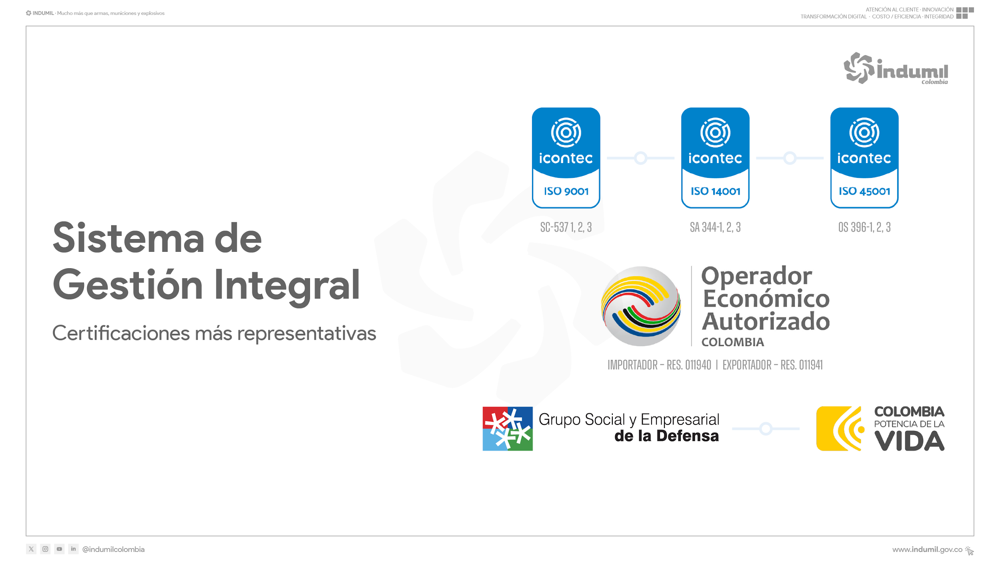 INDUMIL · Mucho más que armas, municiones y explosivos
ATENCIÓN AL CLIENTE · INNOVACIÓN
TRANSFORMACIÓN DIGITAL · COSTO / EFICIENCIA · INTEGRIDAD
indumil
Colombia
Sistema de
Gestión Integral
Certificaciones más representativas
icontec
ISO 9001
SC-537 1, 2, 3
icontec
ISO 14001
SA 344-1, 2, 3
icontec
ISO 45001
OS 396-1, 2, 3
Operador
Económico
Autorizado
COLOMBIA
IMPORTADOR – RES. 011940 | EXPORTADOR – RES. 011941
Grupo Social y Empresarial
de la Defensa
COLOMBIA
POTENCIA DE LA
VIDA
@indumilcolombia
www.indumil.gov.co